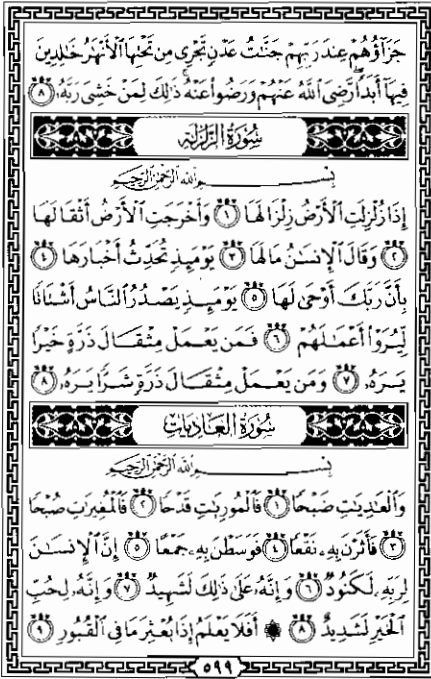 جَزَآؤُهُمْ عِندَ رَبِّهِمْ جَنَّٰتُ عَدْنٍ تَجْرِى مِن تَحْتِهَا ٱلْأَنْهَٰرُ خَٰلِدِينَ
فِيهَآ أَبَدًا ۖ رَّضِىَ ٱللَّهُ عَنْهُمْ وَرَضُوا۟ عَنْهُ ۚ ذَٰلِكَ لِمَنْ خَشِىَ رَبَّهُۥ ٨
سُورَةُ الزَّلْزَلَةِ
بِسْمِ ٱللَّهِ ٱلرَّحْمَٰنِ ٱلرَّحِيمِ
إِذَا زُلْزِلَتِ ٱلْأَرْضُ زِلْزَالَهَا ١ وَأَخْرَجَتِ ٱلْأَرْضُ أَثْقَالَهَا
٢ وَقَالَ ٱلْإِنسَٰنُ مَا لَهَا ٣ يَوْمَئِذٍ تُحَدِّثُ أَخْبَارَهَا ٤
بِأَنَّ رَبَّكَ أَوْحَىٰ لَهَا ٥ يَوْمَئِذٍ يَصْدُرُ ٱلنَّاسُ أَشْتَاتًا
لِّيُرَوْا۟ أَعْمَٰلَهُمْ ٦ فَمَن يَعْمَلْ مِثْقَالَ ذَرَّةٍ خَيْرًا
يَرَهُۥ ٧ وَمَن يَعْمَلْ مِثْقَالَ ذَرَّةٍ شَرًّا يَرَهُۥ ٨
سُورَةُ العَادِيَاتِ
بِسْمِ ٱللَّهِ ٱلرَّحْمَٰنِ ٱلرَّحِيمِ
وَٱلْعَٰدِيَٰتِ ضَبْحًا ١ فَٱلْمُورِيَٰتِ قَدْحًا ٢ فَٱلْمُغِيرَٰتِ صُبْحًا
٣ فَأَثَرْنَ بِهِۦ نَقْعًا ٤ فَوَسَطْنَ بِهِۦ جَمْعًا ٥ إِنَّ ٱلْإِنسَٰنَ
لِرَبِّهِۦ لَكَنُودٌ ٦ وَإِنَّهُۥ عَلَىٰ ذَٰلِكَ لَشَهِيدٌ ٧ وَإِنَّهُۥ لِحُبِّ
ٱلْخَيْرِ لَشَدِيدٌ ٨ ۞ أَفَلَا يَعْلَمُ إِذَا بُعْثِرَ مَا فِى ٱلْقُبُورِ ٩
٥٩٩